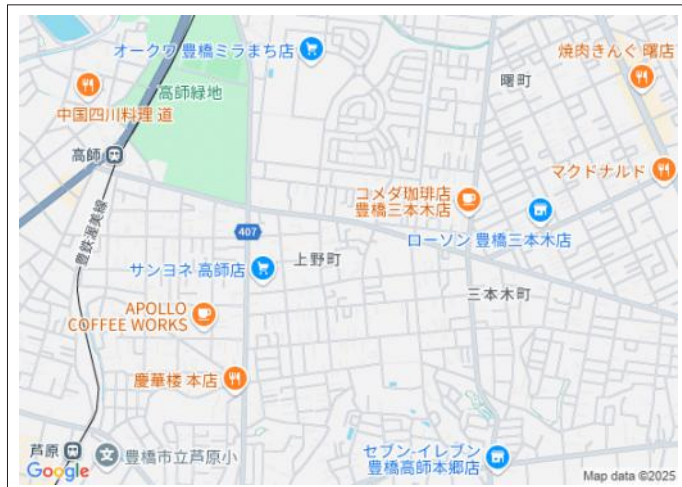 オークワ 豊橋ミラまち店
焼肉きんぐ 曙店
曙町
高師緑地
中国四川料理 道
高師
マクドナルド
コメダ珈琲店
豊橋三本木店
豊鉄渥美線
407
ローソン 豊橋三本木店
上野町
サンヨネ 高師店
三本木町
APOLLO
COFFEE WORKS
慶華楼 本店
芦原
豊橋市立芦原小
セブン-イレブン
豊橋高師本郷店
Google
Map data ©2025